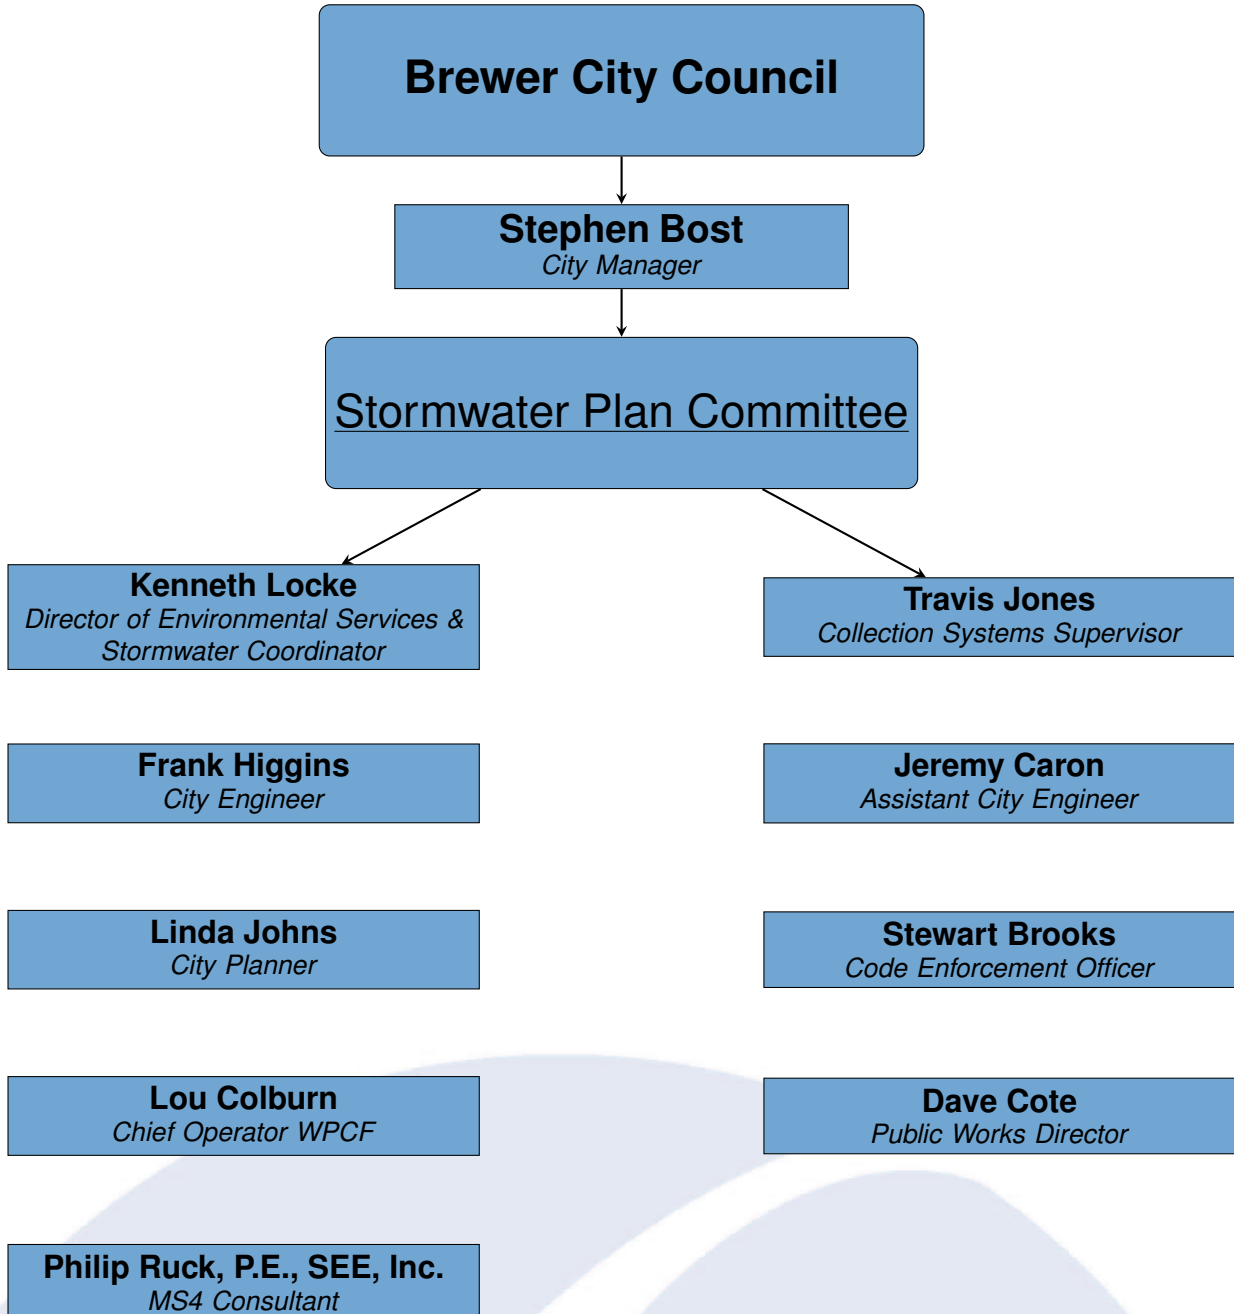 Brewer City Council
Stephen Bost
City Manager
Stormwater Plan Committee
Kenneth Locke
Director of Environmental Services &
Stormwater Coordinator
Travis Jones
Collection Systems Supervisor
Frank Higgins
City Engineer
Jeremy Caron
Assistant City Engineer
Linda Johns
City Planner
Stewart Brooks
Code Enforcement Officer
Lou Colburn
Chief Operator WPCF
Dave Cote
Public Works Director
Philip Ruck, P.E., SEE, Inc.
MS4 Consultant